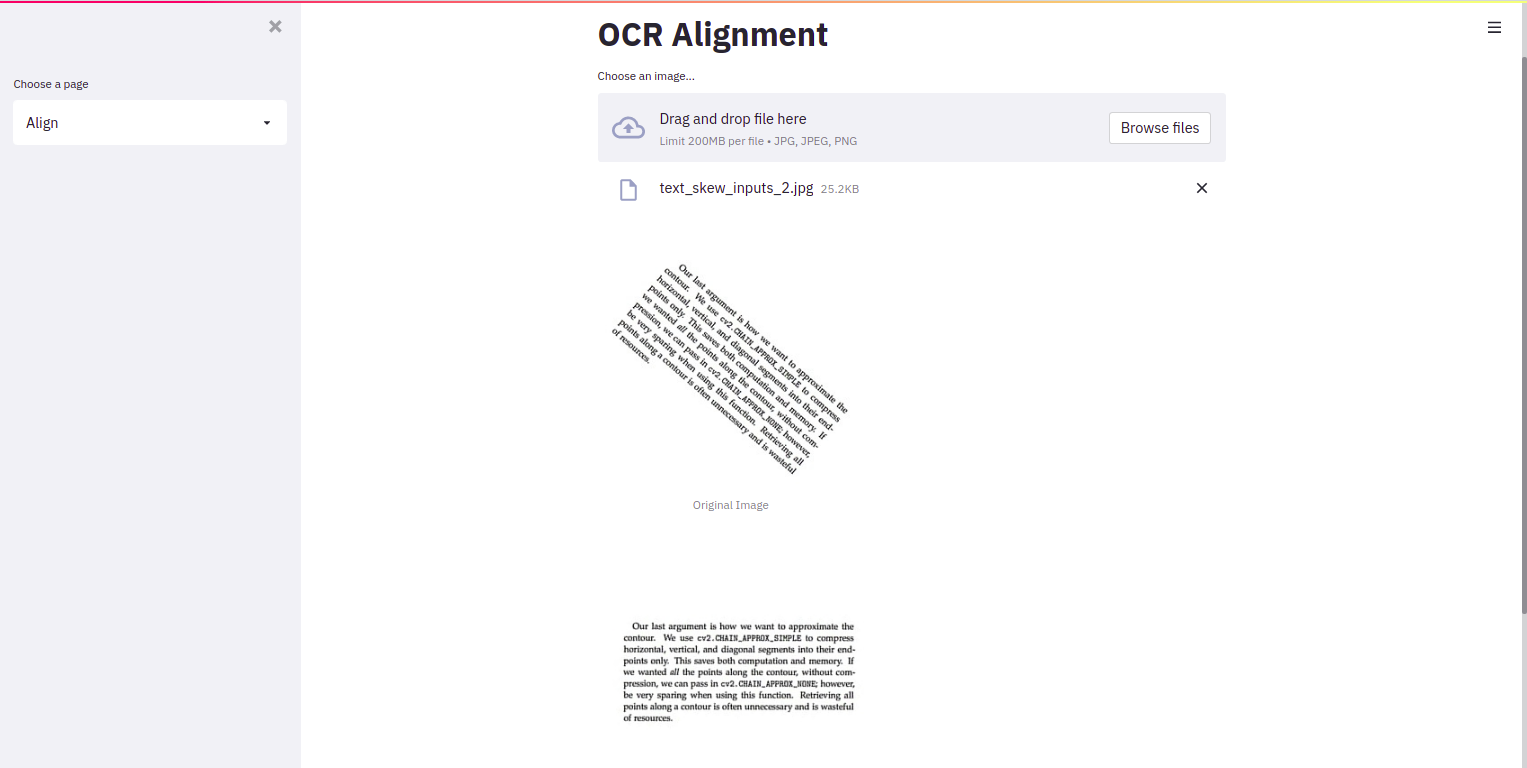 OCR Alignment
Choose a page
Align
Choose an image...
Drag and drop file here
Limit 200MB per file • JPG, JPEG, PNG
Browse files
text_skew_inputs_2.jpg 25.2KB
Our last argument is how we want to approximate the
contour. We use cv2.CHAIN_APPROX_SIMPLE to compress
horizontal, vertical, and diagonal segments into their end-
points only. This saves both computation and memory. If
we wanted all the points along the contour, without com-
pression, we can pass in cv2.CHAIN_APPROX_NONE; however,
be very sparing when using this function. Retrieving all
points along a contour is often unnecessary and is wasteful
of resources.
Original Image
Our last argument is how we want to approximate the
contour. We use cv2.CHAIN_APPROX_SIMPLE to compress
horizontal, vertical, and diagonal segments into their end-
points only. This saves both computation and memory. If
we wanted all the points along the contour, without com-
pression, we can pass in cv2.CHAIN_APPROX_NONE; however,
be very sparing when using this function. Retrieving all
points along a contour is often unnecessary and is wasteful
of resources.